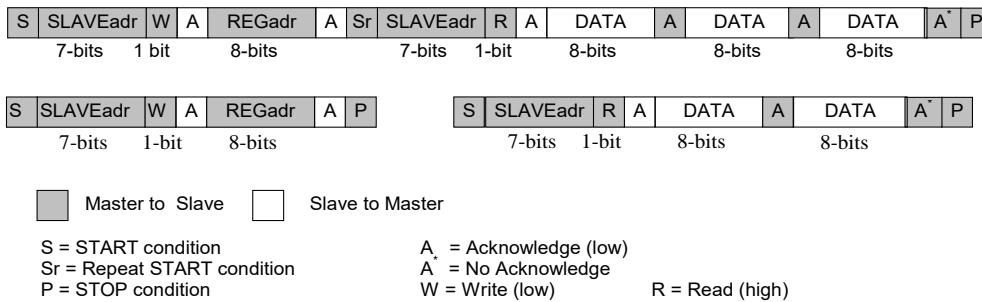 S SLAVEadr W A REGadr A Sr SLAVEadr R A DATA A DATA A DATA A* P
7-bits 1 bit 8-bits 7-bits 1-bit 8-bits 8-bits 8-bits
S SLAVEadr W A REGadr A P S SLAVEadr R A DATA A DATA A* P
7-bits 1-bit 8-bits 7-bits 1-bit 8-bits 8-bits
Master to Slave Slave to Master
S = START condition A = Acknowledge (low)
Sr = Repeat START condition A* = No Acknowledge
P = STOP condition W = Write (low) R = Read (high)